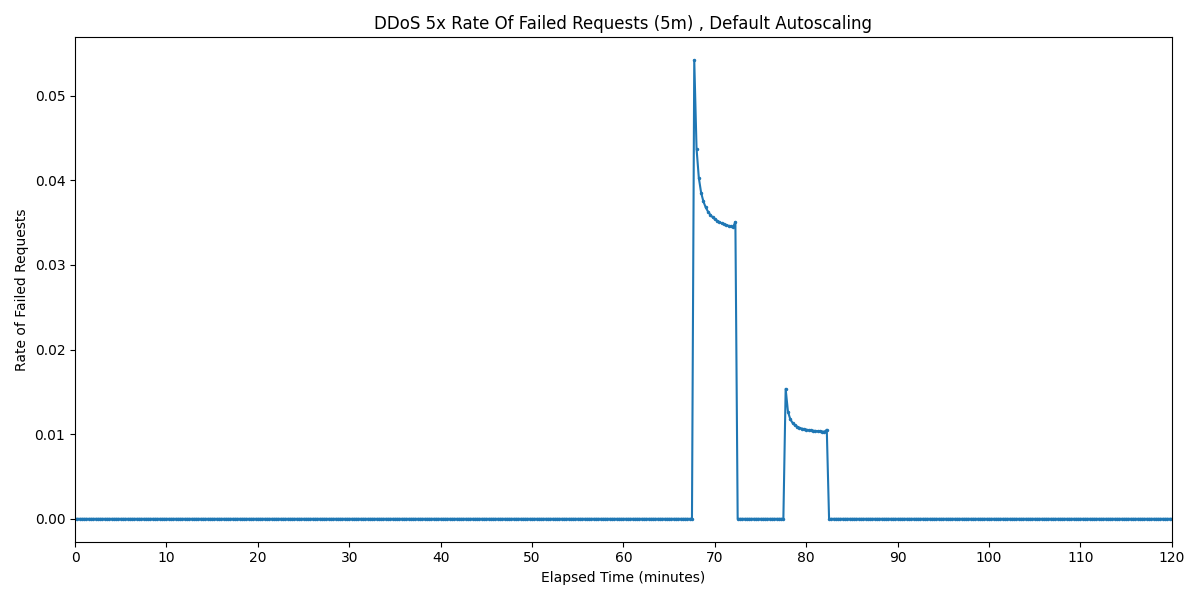 DDoS 5x Rate Of Failed Requests (5m) , Default Autoscaling
0.05
0.04
0.03
0.02
0.01
0.00
Rate of Failed Requests
0 10 20 30 40 50 60 70 80 90 100 110 120
Elapsed Time (minutes)